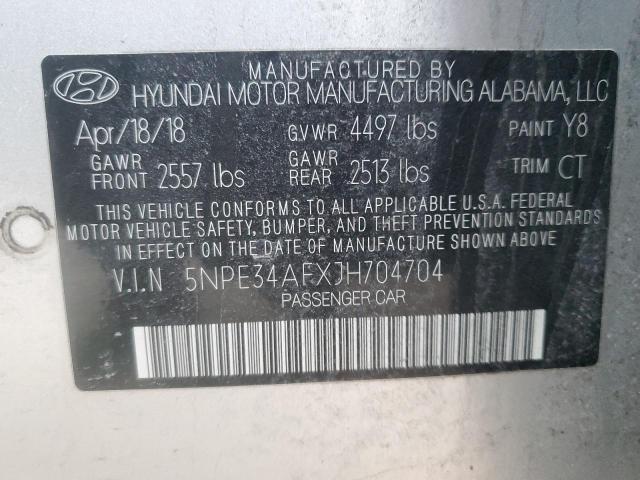 MANUFACTURED BY
HYUNDAI MOTOR MANUFACTURING ALABAMA, LLC
Apr/18/18 G.V.W.R 4497 lbs PAINT Y8
GAWR FRONT 2557 lbs GAWR REAR 2513 lbs TRIM CT
THIS VEHICLE CONFORMS TO ALL APPLICABLE U.S.A. FEDERAL
MOTOR VEHICLE SAFETY, BUMPER, AND THEFT PREVENTION STANDARDS
IN EFFECT ON THE DATE OF MANUFACTURE SHOWN ABOVE.
V.I.N 5NPE34AFXJH704704
PASSENGER CAR